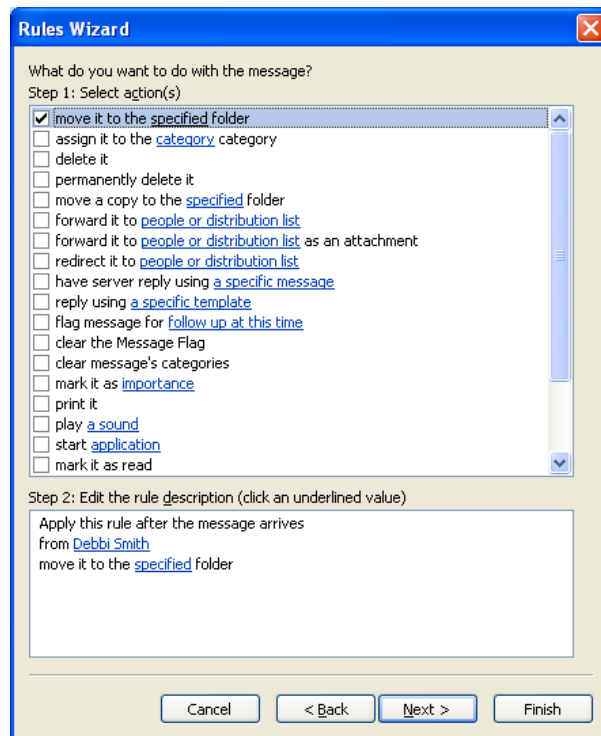 Rules Wizard
What do you want to do with the message?
Step 1: Select action(s)
move it to the specified folder
assign it to the category category
delete it
permanently delete it
move a copy to the specified folder
forward it to people or distribution list
forward it to people or distribution list as an attachment
redirect it to people or distribution list
have server reply using a specific message
reply using a specific template
flag message for follow up at this time
clear the Message Flag
clear message's categories
mark it as importance
print it
play a sound
start application
mark it as read
Step 2: Edit the rule description (click an underlined value)
Apply this rule after the message arrives
from Debbi Smith
move it to the specified folder
Cancel < Back Next > Finish